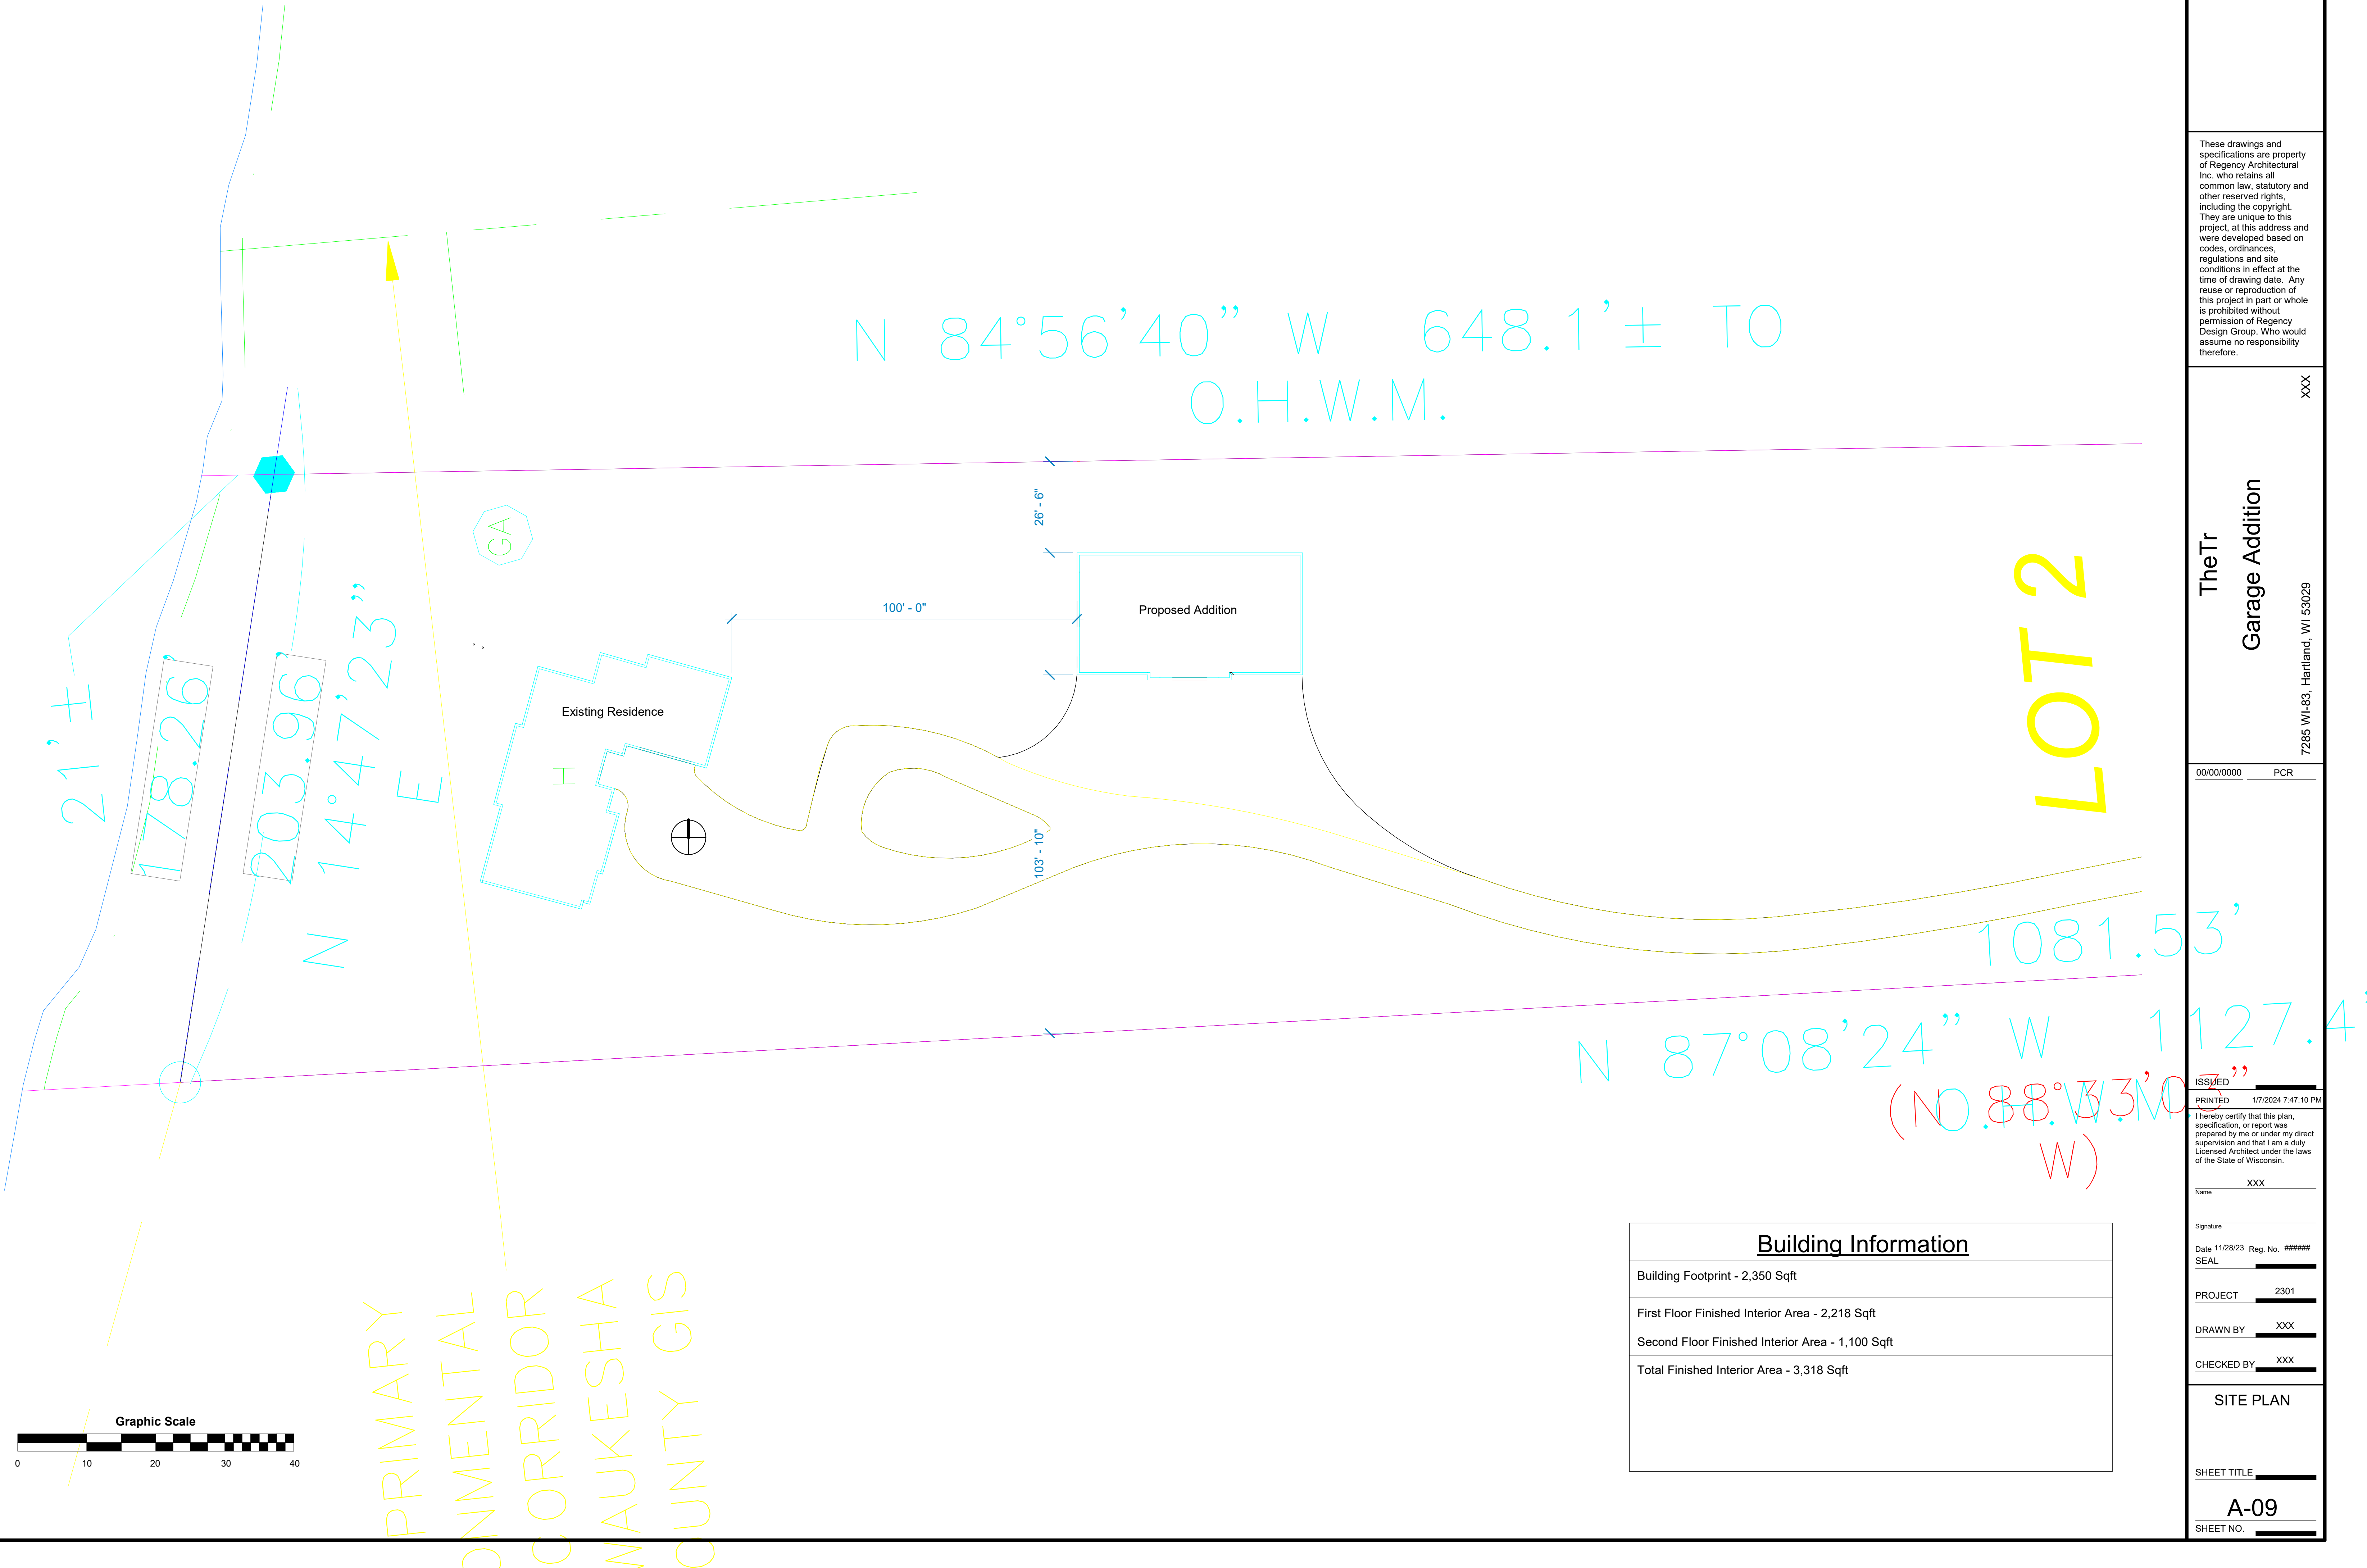 N 84°56'40" W 648.1'± TO
O.H.W.M.
GA
26' - 6"
100' - 0"
Proposed Addition
Existing Residence
H
103' - 10"
21'±
178.26'
203.96'
N 14°47'23"
E
LOT 2
1081.53'
N 87°08'24" W 1127.4'
O.H.W.M.
(N 88°33'03"
W)
PRIMARY
ONMENTAL
CORRIDOR
WAUKESHA
OUNTY GIS
Graphic Scale
0 10 20 30 40
Building Information
Building Footprint - 2,350 Sqft
First Floor Finished Interior Area - 2,218 Sqft
Second Floor Finished Interior Area - 1,100 Sqft
Total Finished Interior Area - 3,318 Sqft
These drawings and
specifications are property
of Regency Architectural
Inc. who retains all
common law, statutory and
other reserved rights,
including the copyright.
They are unique to this
project, at this address and
were developed based on
codes, ordinances,
regulations and site
conditions in effect at the
time of drawing date. Any
reuse or reproduction of
this project in part or whole
is prohibited without
permission of Regency
Design Group. Who would
assume no responsibility
therefore.
TheTr
Garage Addition
7285 WI-83, Hartland, WI 53029
XXX
00/00/0000 PCR
ISSUED
PRINTED 1/7/2024 7:47:10 PM
I hereby certify that this plan,
specification, or report was
prepared by me or under my direct
supervision and that I am a duly
Licensed Architect under the laws
of the State of Wisconsin.
XXX
Name
Signature
Date 11/28/23 Reg. No. ######
SEAL
PROJECT 2301
DRAWN BY XXX
CHECKED BY XXX
SITE PLAN
SHEET TITLE
A-09
SHEET NO.